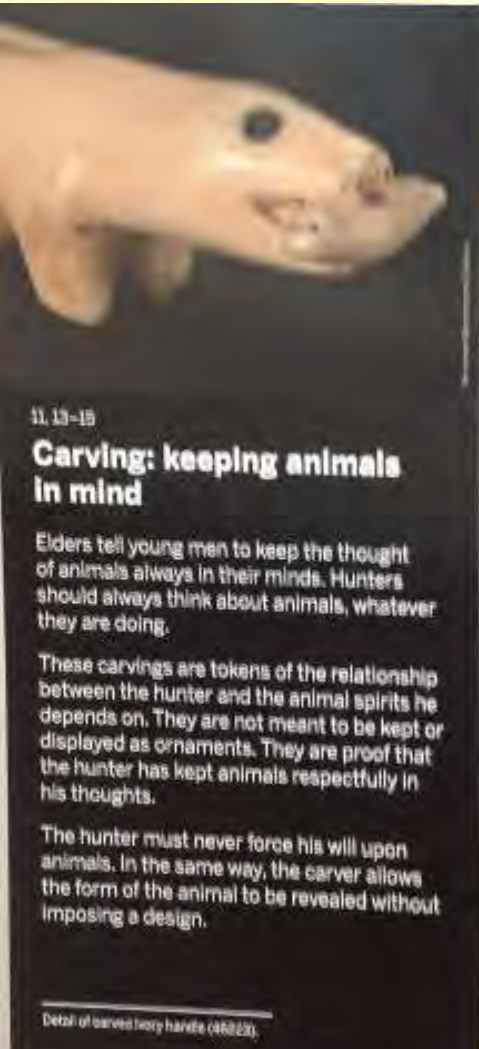 11, 13–15
Carving: keeping animals
in mind
Elders tell young men to keep the thought
of animals always in their minds. Hunters
should always think about animals, whatever
they are doing.
These carvings are tokens of the relationship
between the hunter and the animal spirits he
depends on. They are not meant to be kept or
displayed as ornaments. They are proof that
the hunter has kept animals respectfully in
his thoughts.
The hunter must never force his will upon
animals. In the same way, the carver allows
the form of the animal to be revealed without
imposing a design.
Detail of carved ivory handle